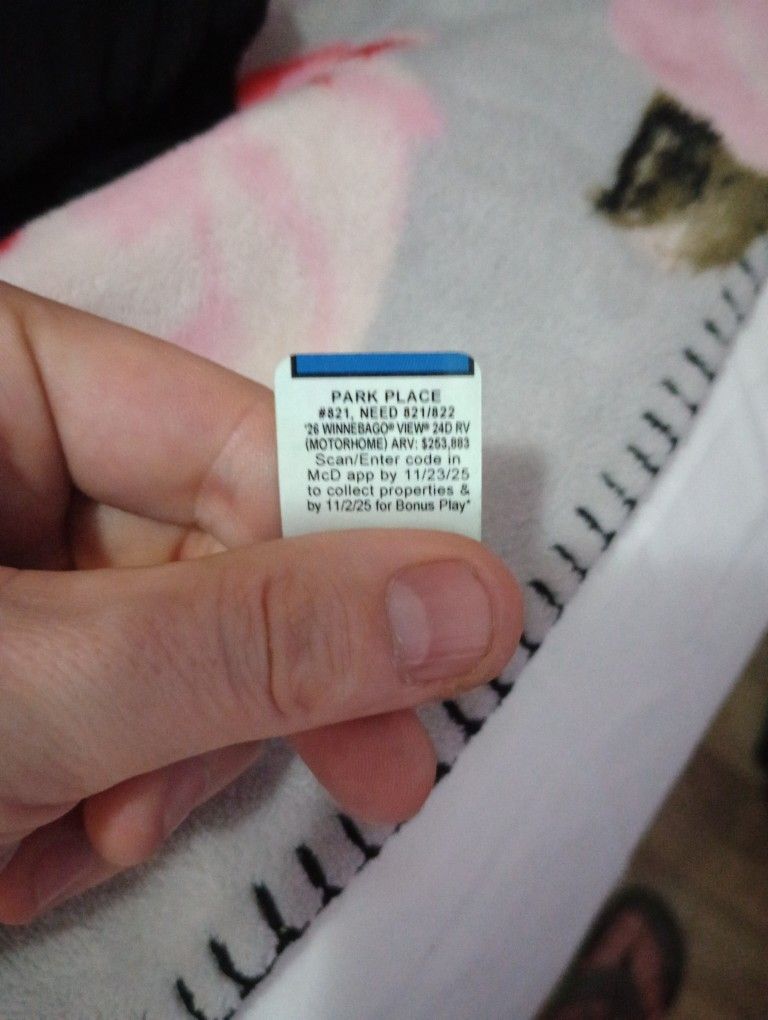 PARK PLACE
#821, NEED 821/822
'26 WINNEBAGO® VIEW® 24D RV
(MOTORHOME) ARV: $253,883
Scan/Enter code in
McD app by 11/23/25
to collect properties &
by 11/2/25 for Bonus Play*